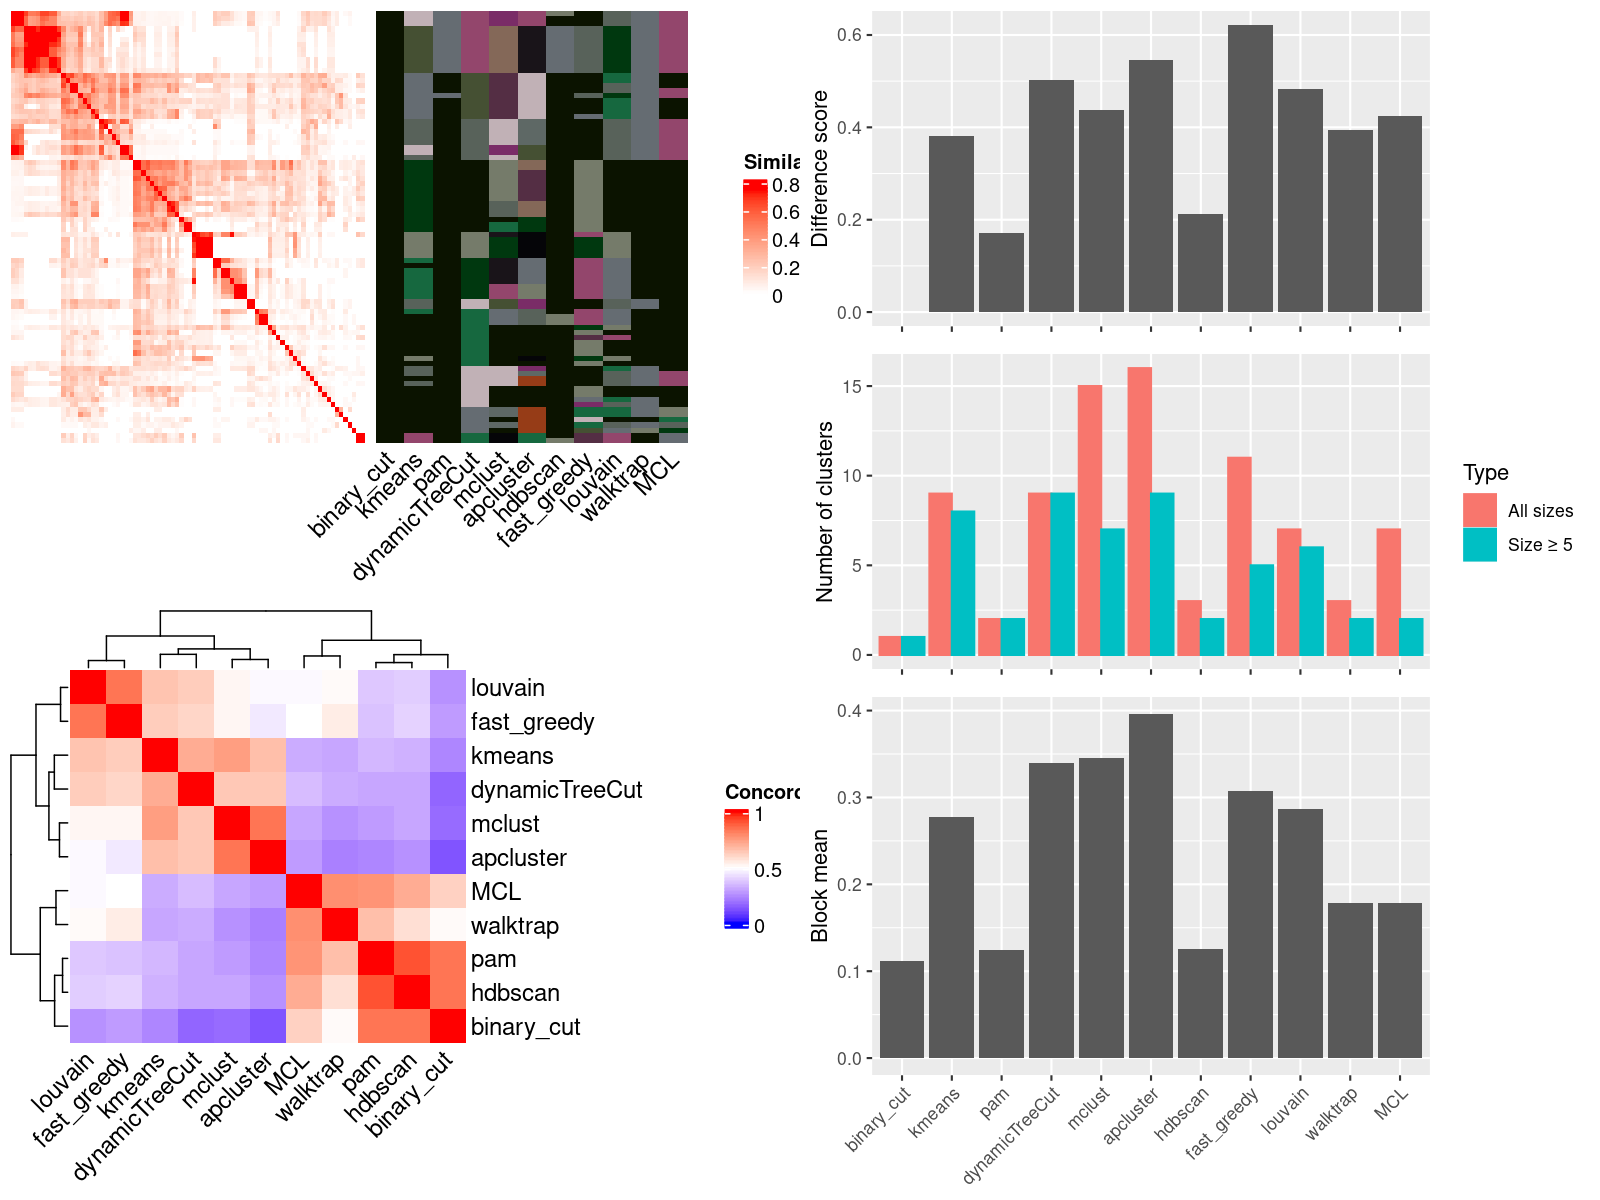 Simila
0.8
0.6
0.4
0.2
0
binary_cut
kmeans
pam
dynamicTreeCut
mclust
apcluster
hdbscan
fast_greedy
louvain
walktrap
MCL
louvain
fast_greedy
kmeans
dynamicTreeCut
mclust
apcluster
MCL
walktrap
pam
hdbscan
binary_cut
Concord
1
0.5
0
louvain
fast_greedy
kmeans
dynamicTreeCut
mclust
apcluster
MCL
walktrap
pam
hdbscan
binary_cut
Difference score
0.6
0.4
0.2
0.0
Number of clusters
15
10
5
0
Type
All sizes
Size ≥ 5
Block mean
0.4
0.3
0.2
0.1
0.0
binary_cut
kmeans
pam
dynamicTreeCut
mclust
apcluster
hdbscan
fast_greedy
louvain
walktrap
MCL